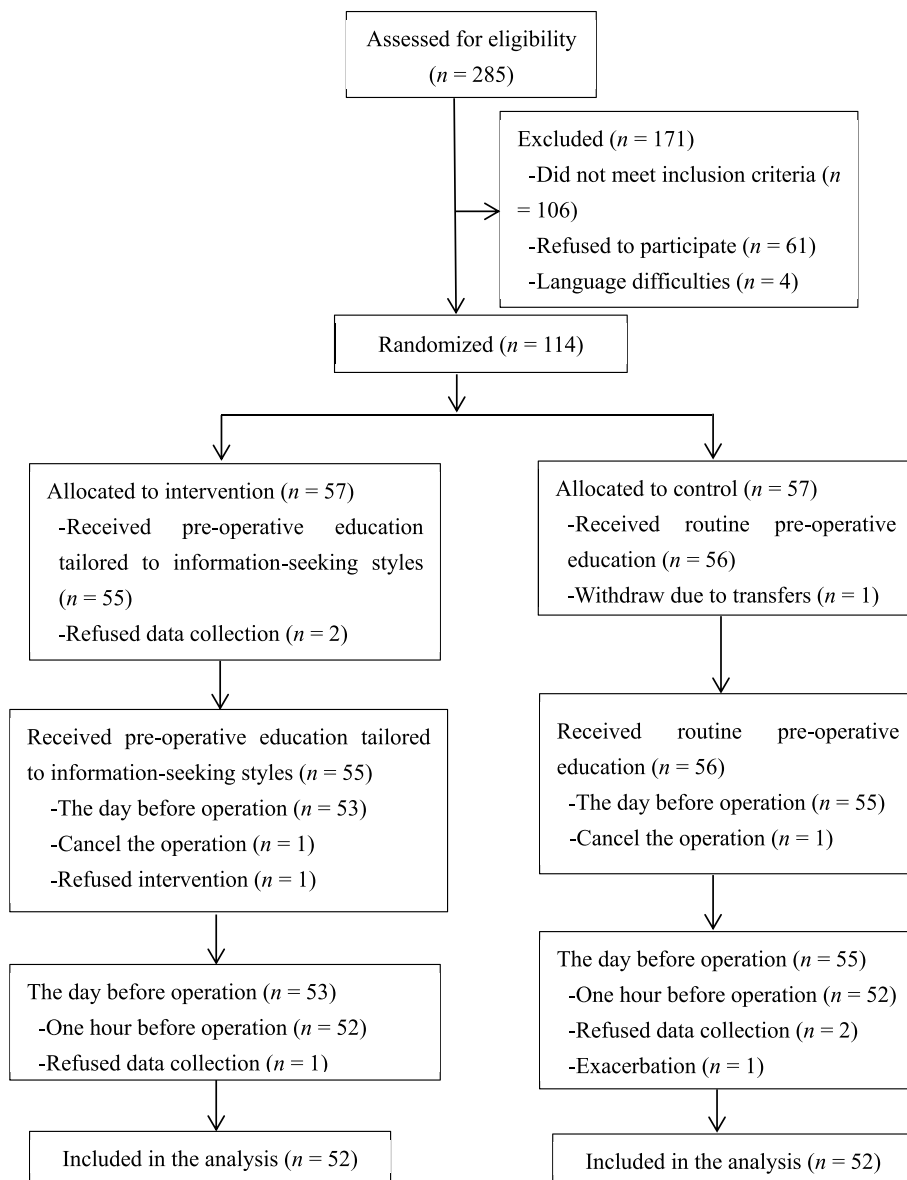 Assessed for eligibility
(n = 285)
Excluded (n = 171)
-Did not meet inclusion criteria (n
= 106)
-Refused to participate (n = 61)
-Language difficulties (n = 4)
Randomized (n = 114)
Allocated to intervention (n = 57)
-Received pre-operative education
tailored to information-seeking styles
(n = 55)
-Refused data collection (n = 2)
Allocated to control (n = 57)
-Received routine pre-operative
education (n = 56)
-Withdraw due to transfers (n = 1)
Received pre-operative education tailored
to information-seeking styles (n = 55)
-The day before operation (n = 53)
-Cancel the operation (n = 1)
-Refused intervention (n = 1)
Received routine pre-operative
education (n = 56)
-The day before operation (n = 55)
-Cancel the operation (n = 1)
The day before operation (n = 53)
-One hour before operation (n = 52)
-Refused data collection (n = 1)
The day before operation (n = 55)
-One hour before operation (n = 52)
-Refused data collection (n = 2)
-Exacerbation (n = 1)
Included in the analysis (n = 52)
Included in the analysis (n = 52)